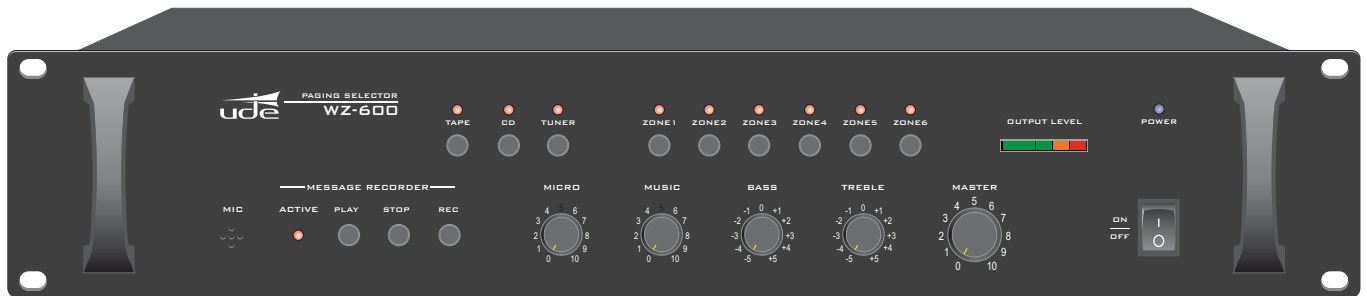 ude
PAGING SELECTOR
WZ-600
TAPE CD TUNER ZONE1 ZONE2 ZONE3 ZONE4 ZONE5 ZONE6
OUTPUT LEVEL
POWER
MESSAGE RECORDER
MIC ACTIVE PLAY STOP REC
MICRO
0 1 2 3 4 5 6 7 8 9 10
MUSIC
0 1 2 3 4 5 6 7 8 9 10
BASS
-5 -4 -3 -2 -1 0 +1 +2 +3 +4 +5
TREBLE
-5 -4 -3 -2 -1 0 +1 +2 +3 +4 +5
MASTER
0 1 2 3 4 5 6 7 8 9 10
ON
OFF
I
O